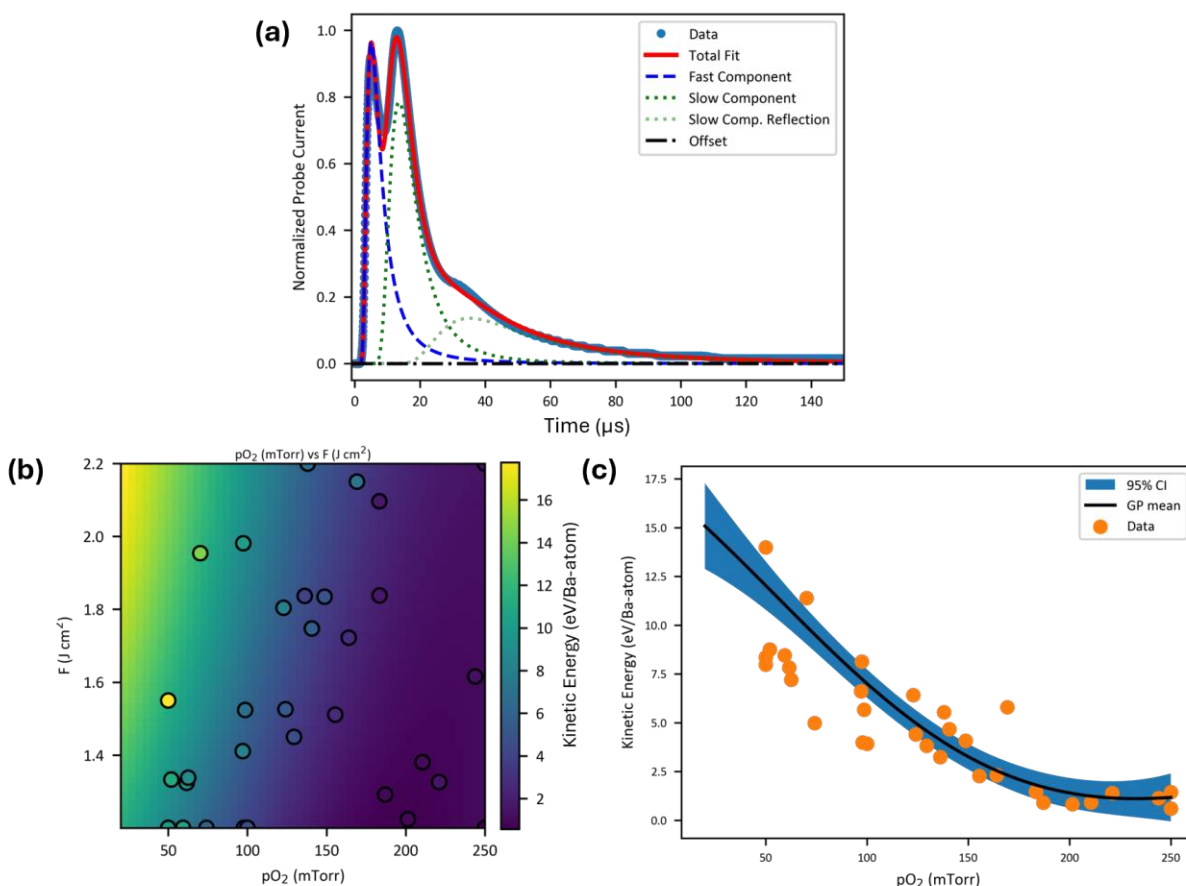 (a)
Normalized Probe Current
1.0
0.8
0.6
0.4
0.2
0.0
Data
Total Fit
Fast Component
Slow Component
Slow Comp. Reflection
Offset
0 20 40 60 80 100 120 140
Time (µs)
(b)
pO₂ (mTorr) vs F (J cm²)
F (J cm²)
2.2
2.0
1.8
1.6
1.4
50 100 150 200 250
pO₂ (mTorr)
16
14
12
10
8
6
4
2
Kinetic Energy (eV/Ba-atom)
(c)
Kinetic Energy (eV/Ba-atom)
17.5
15.0
12.5
10.0
7.5
5.0
2.5
0.0
95% CI
GP mean
Data
50 100 150 200 250
pO₂ (mTorr)